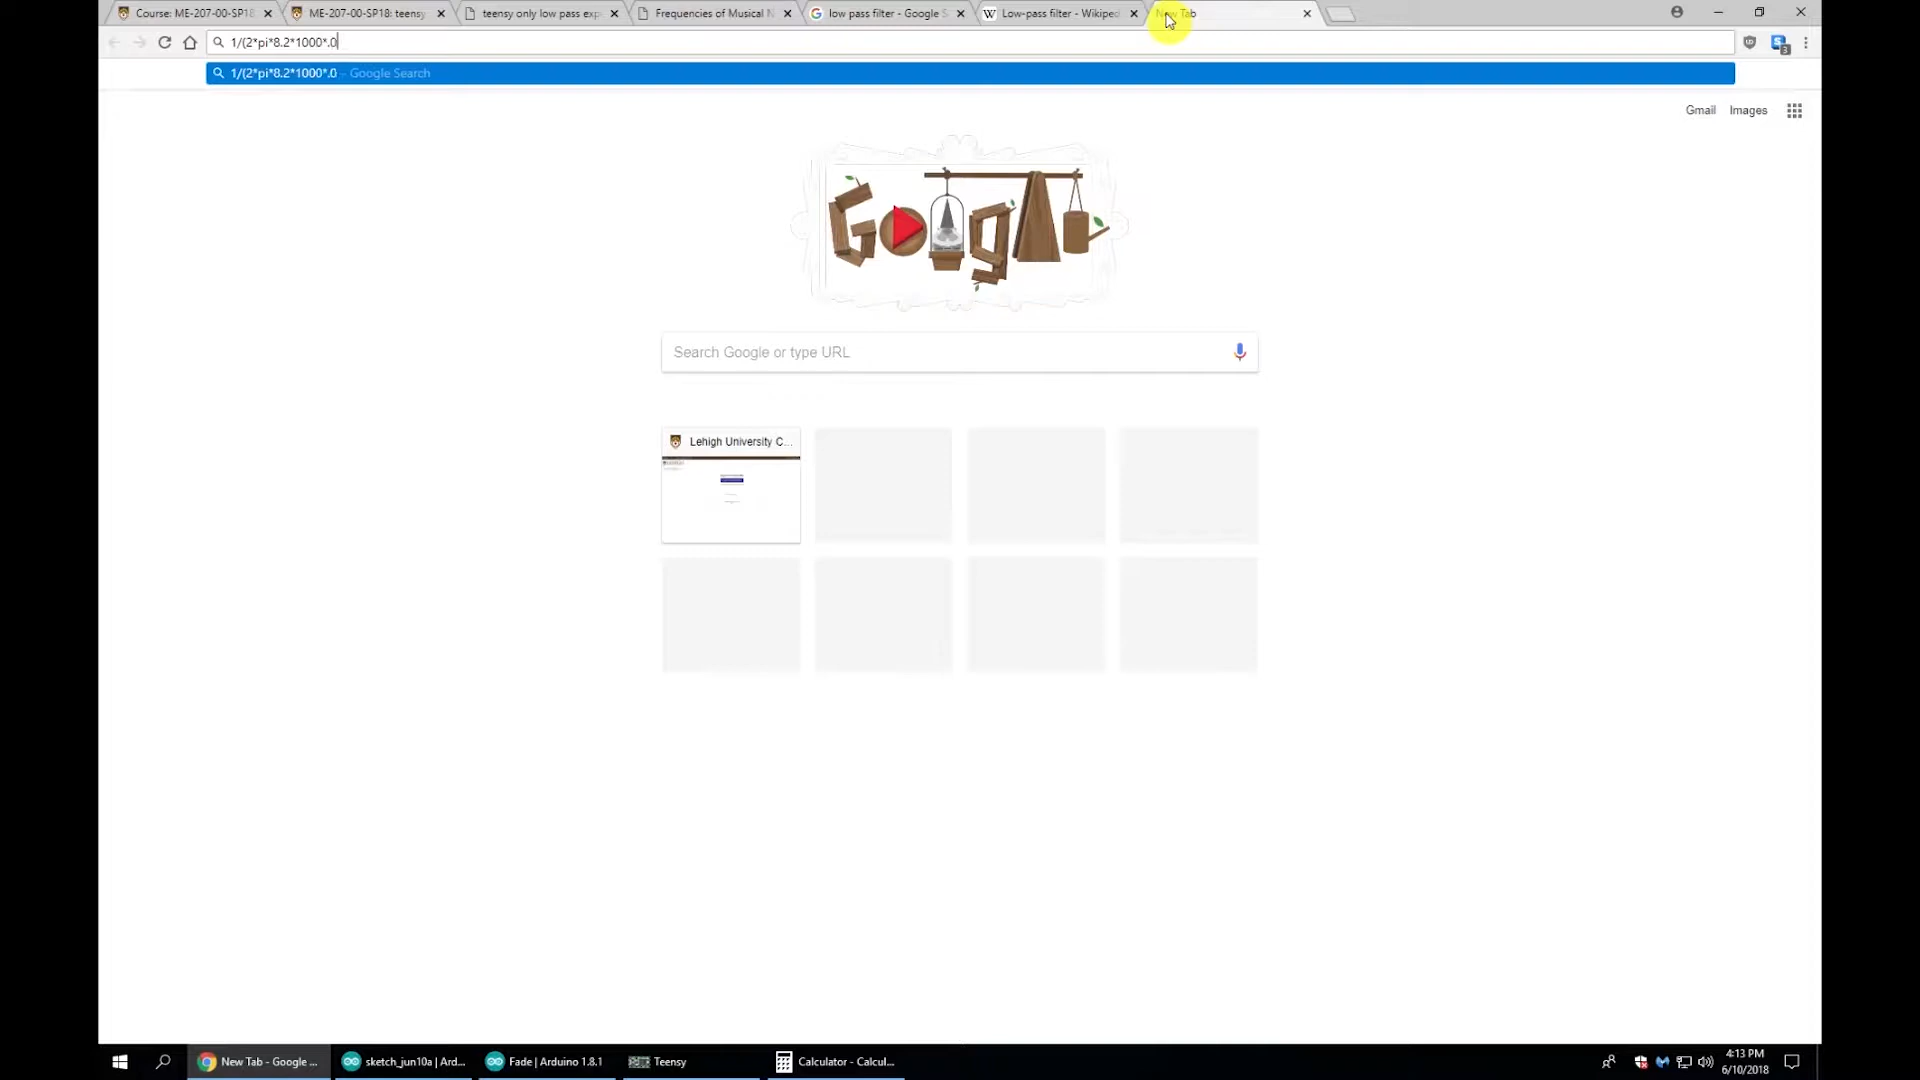 Course: ME-207-00-SP18
ME-207-00-SP18: teensy
teensy only low pass exp
Frequencies of Musical N
low pass filter - Google S
Low-pass filter - Wikiped
New Tab
1/(2*pi*8.2*1000*.0
1/(2*pi*8.2*1000*.0 - Google Search
Gmail Images
Search Google or type URL
Lehigh University C...
New Tab - Google ...
sketch_jun10a | Ard...
Fade | Arduino 1.8.1
Teensy
Calculator - Calcul...
4:13 PM
6/10/2018